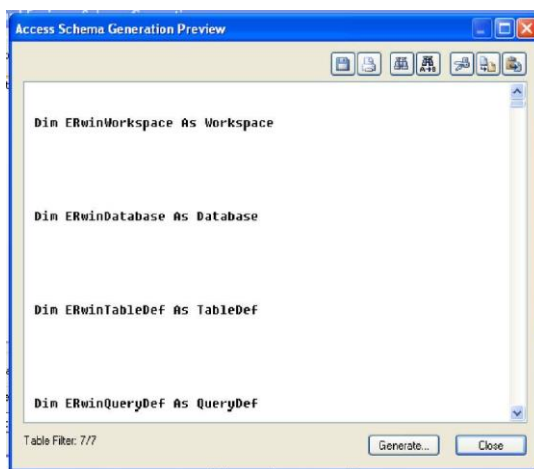 Access Schema Generation Preview
A→B
Dim ERwinWorkspace As Workspace
Dim ERwinDatabase As Database
Dim ERwinTableDef As TableDef
Dim ERwinQueryDef As QueryDef
Table Filter: 7/7
Generate... Close